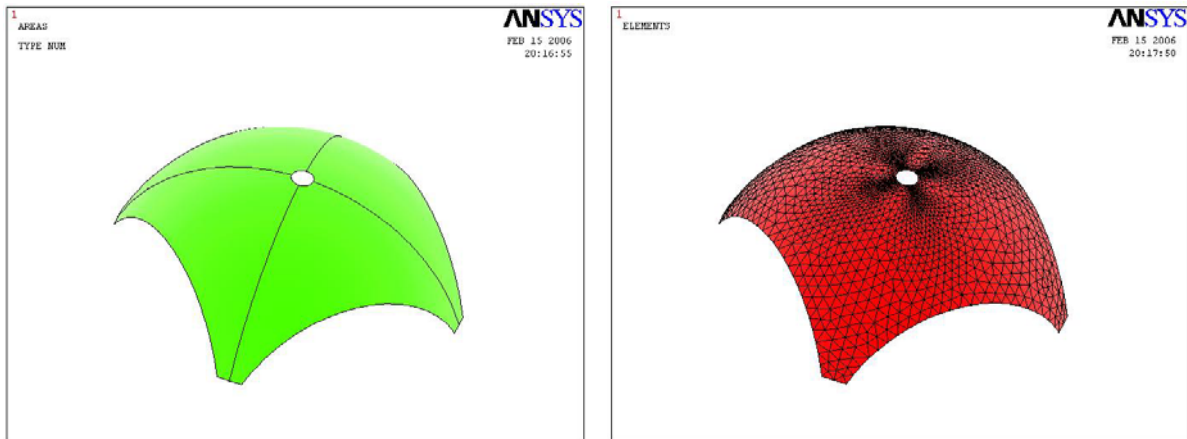 1
AREAS
TYPE NUM
ANSYS
FEB 15 2006
20:16:55
1
ELEMENTS
ANSYS
FEB 15 2006
20:17:50